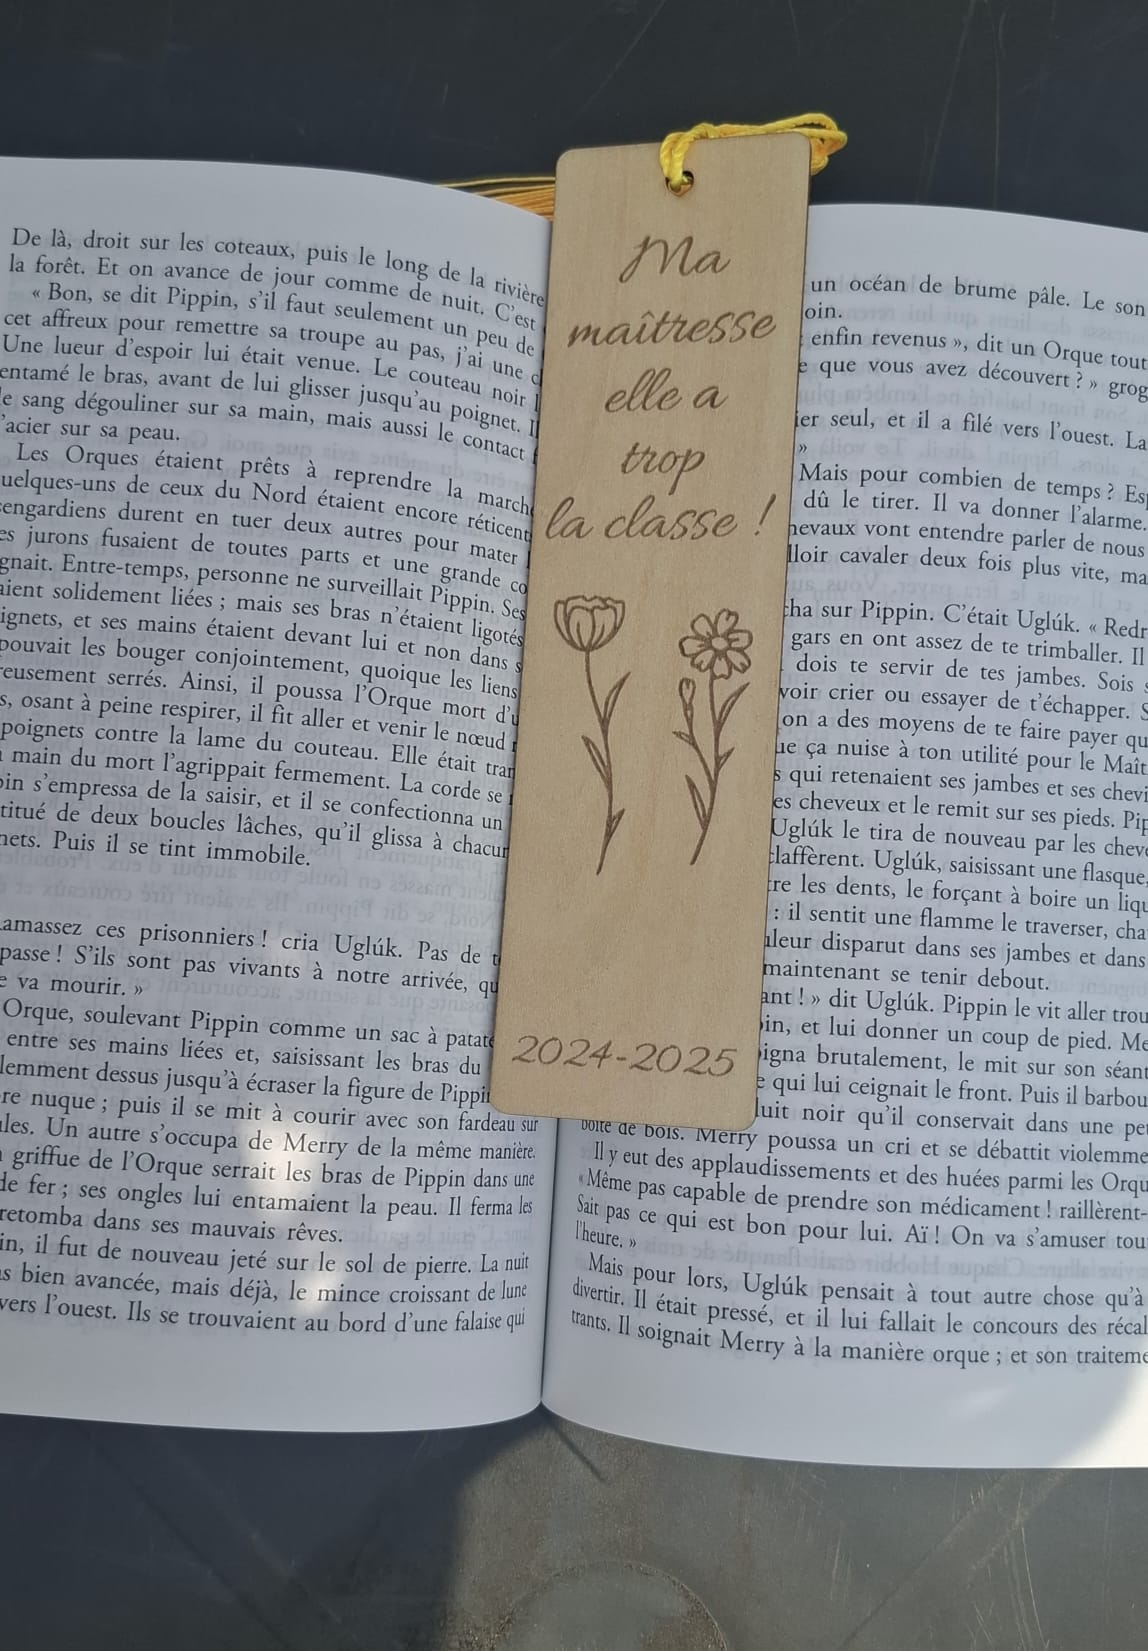 De là, droit sur les coteaux, puis le long de la rivière
la forêt. Et on avance de jour comme de nuit. C'est
« Bon, se dit Pippin, s'il faut seulement un peu de
cet affreux pour remettre sa troupe au pas, j'ai une
Une lueur d'espoir lui était venue. Le couteau noir
entamé le bras, avant de lui glisser jusqu'au poignet.
le sang dégouliner sur sa main, mais aussi le contact
'acier sur sa peau.
Les Orques étaient prêts à reprendre la march
uelques-uns de ceux du Nord étaient encore réticent
engardiens durent en tuer deux autres pour mater
es jurons fusaient de toutes parts et une grande co
gnait. Entre-temps, personne ne surveillait Pippin. Ses
aient solidement liées ; mais ses bras n'étaient ligotés
ignets, et ses mains étaient devant lui et non dans s
pouvait les bouger conjointement, quoique les liens
reusement serrés. Ainsi, il poussa l'Orque mort d'u
s, osant à peine respirer, il fit aller et venir le nœud
poignets contre la lame du couteau. Elle était tran
main du mort l'agrippait fermement. La corde se
in s'empressa de la saisir, et il se confectionna un
titué de deux boucles lâches, qu'il glissa à chacun
nets. Puis il se tint immobile.
amassez ces prisonniers ! cria Uglúk. Pas de t
passe ! S'ils sont pas vivants à notre arrivée, qu
e va mourir. »
Orque, soulevant Pippin comme un sac à patate
entre ses mains liées et, saisissant les bras du
lemment dessus jusqu'à écraser la figure de Pippi
re nuque ; puis il se mit à courir avec son fardeau sur
les. Un autre s'occupa de Merry de la même manière.
griffue de l'Orque serrait les bras de Pippin dans une
de fer ; ses ongles lui entamaient la peau. Il ferma les
retomba dans ses mauvais rêves.
in, il fut de nouveau jeté sur le sol de pierre. La nuit
s bien avancée, mais déjà, le mince croissant de lune
vers l'ouest. Ils se trouvaient au bord d'une falaise qui
Ma
maîtresse
elle a
trop
la classe !
2024-2025
un océan de brume pâle. Le son
oin.
enfin revenus », dit un Orque tout
e que vous avez découvert ? » grog
ier seul, et il a filé vers l'ouest. La
»
Mais pour combien de temps ? Es
dû le tirer. Il va donner l'alarme.
hevaux vont entendre parler de nous
lloir cavaler deux fois plus vite, ma
cha sur Pippin. C'était Uglúk. « Redr
gars en ont assez de te trimballer. Il
dois te servir de tes jambes. Sois
voir crier ou essayer de t'échapper. S
on a des moyens de te faire payer qu
ue ça nuise à ton utilité pour le Maît
s qui retenaient ses jambes et ses chevi
es cheveux et le remit sur ses pieds. Pip
Uglúk le tira de nouveau par les cheve
claffèrent. Uglúk, saisissant une flasque,
re les dents, le forçant à boire un liqu
: il sentit une flamme le traverser, cha
uleur disparut dans ses jambes et dans
maintenant se tenir debout.
ant ! » dit Uglúk. Pippin le vit aller trou
in, et lui donner un coup de pied. Me
igna brutalement, le mit sur son séant
e qui lui ceignait le front. Puis il barbou
luit noir qu'il conservait dans une pe
boîte de bois. Merry poussa un cri et se débattit violemme
Il y eut des applaudissements et des huées parmi les Orqu
« Même pas capable de prendre son médicament ! raillèrent-
Sait pas ce qui est bon pour lui. Aï ! On va s'amuser tou
l'heure. »
Mais pour lors, Uglúk pensait à tout autre chose qu'à
divertir. Il était pressé, et il lui fallait le concours des récal
trants. Il soignait Merry à la manière orque ; et son traiteme